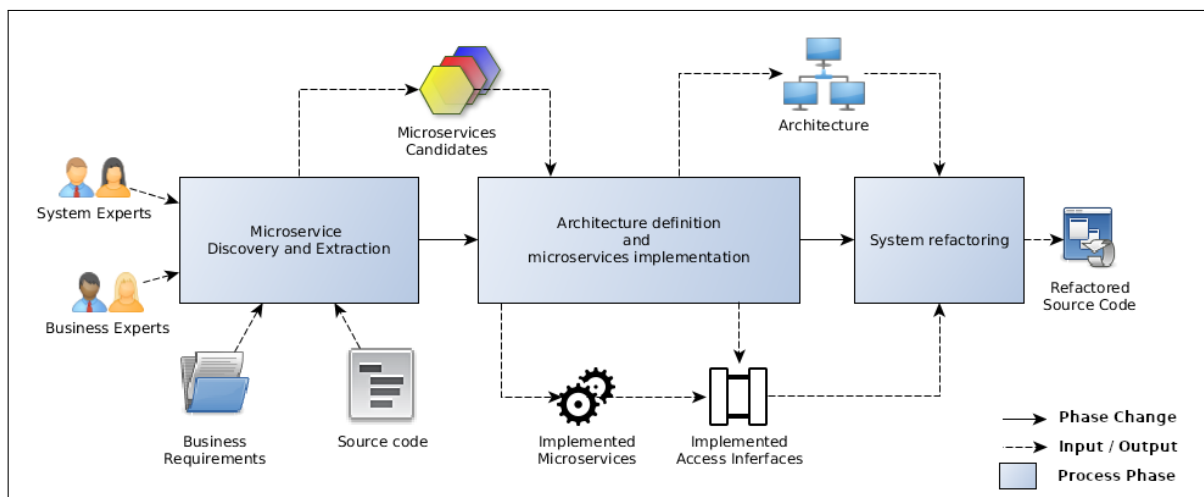 Microservices
Candidates
Architecture
System Experts
Business Experts
Microservice
Discovery and Extraction
Architecture definition
and
microservices implementation
System refactoring
Refactored
Source Code
Business
Requirements
Source code
Implemented
Microservices
Implemented
Access Inferfaces
Phase Change
Input / Output
Process Phase